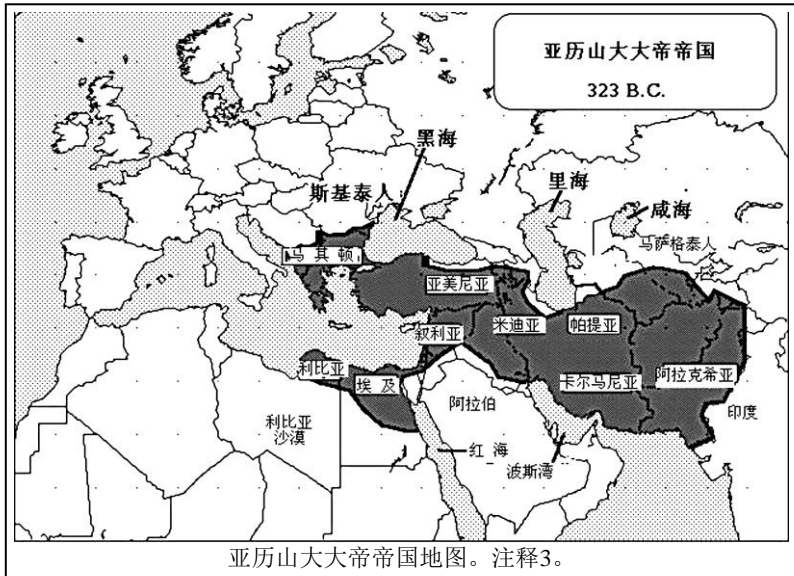 亚历山大大帝帝国
323 B.C.
黑海
斯基泰人
里海
咸海
马萨格泰人
马 其 顿
亚美尼亚
叙利亚
米迪亚
帕提亚
利比亚
埃 及
卡尔马尼亚
阿拉克希亚
阿拉伯
印度
利比亚
沙漠
红 海
波斯湾
亚历山大大帝帝国地图。注释3。